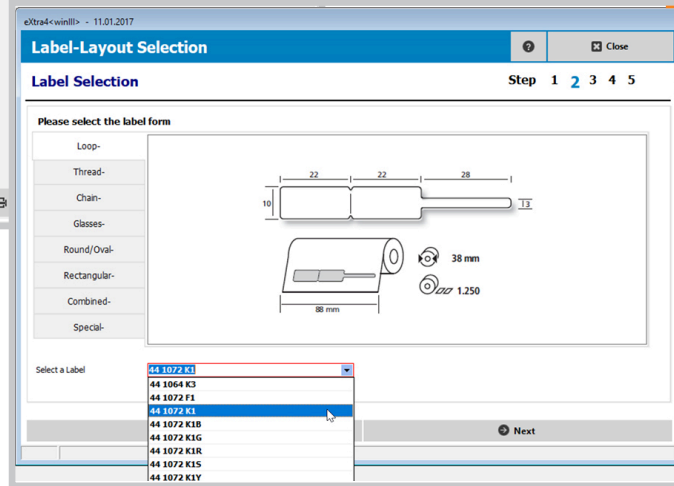 eXtra4<winIII> - 11.01.2017
Label-Layout Selection
? Close
Label Selection
Step 1 2 3 4 5
Please select the label form
Loop-
Thread-
Chain-
Glasses-
Round/Oval-
Rectangular-
Combined-
Special-
22 22 28
10
3
38 mm
1.250
88 mm
Select a Label
44 1072 K1
44 1064 K3
44 1072 F1
44 1072 K1
44 1072 K1B
44 1072 K1G
44 1072 K1R
44 1072 K1S
44 1072 K1Y
Next